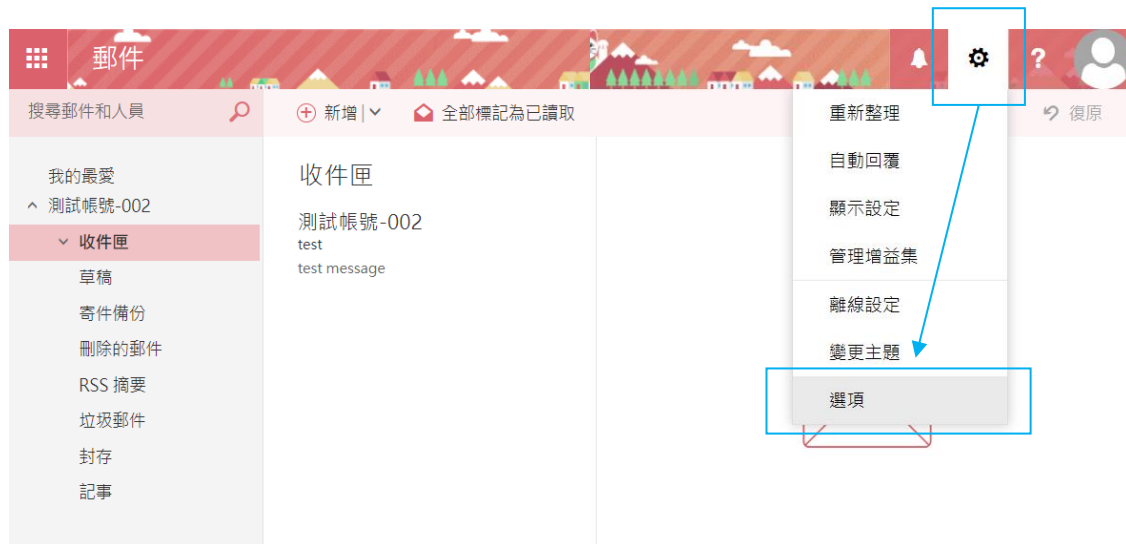 郵件
?
搜尋郵件和人員
新增
全部標記為已讀取
復原
我的最愛
測試帳號-002
收件匣
草稿
寄件備份
刪除的郵件
RSS 摘要
垃圾郵件
封存
記事
收件匣
測試帳號-002
test
test message
重新整理
自動回覆
顯示設定
管理增益集
離線設定
變更主題
選項